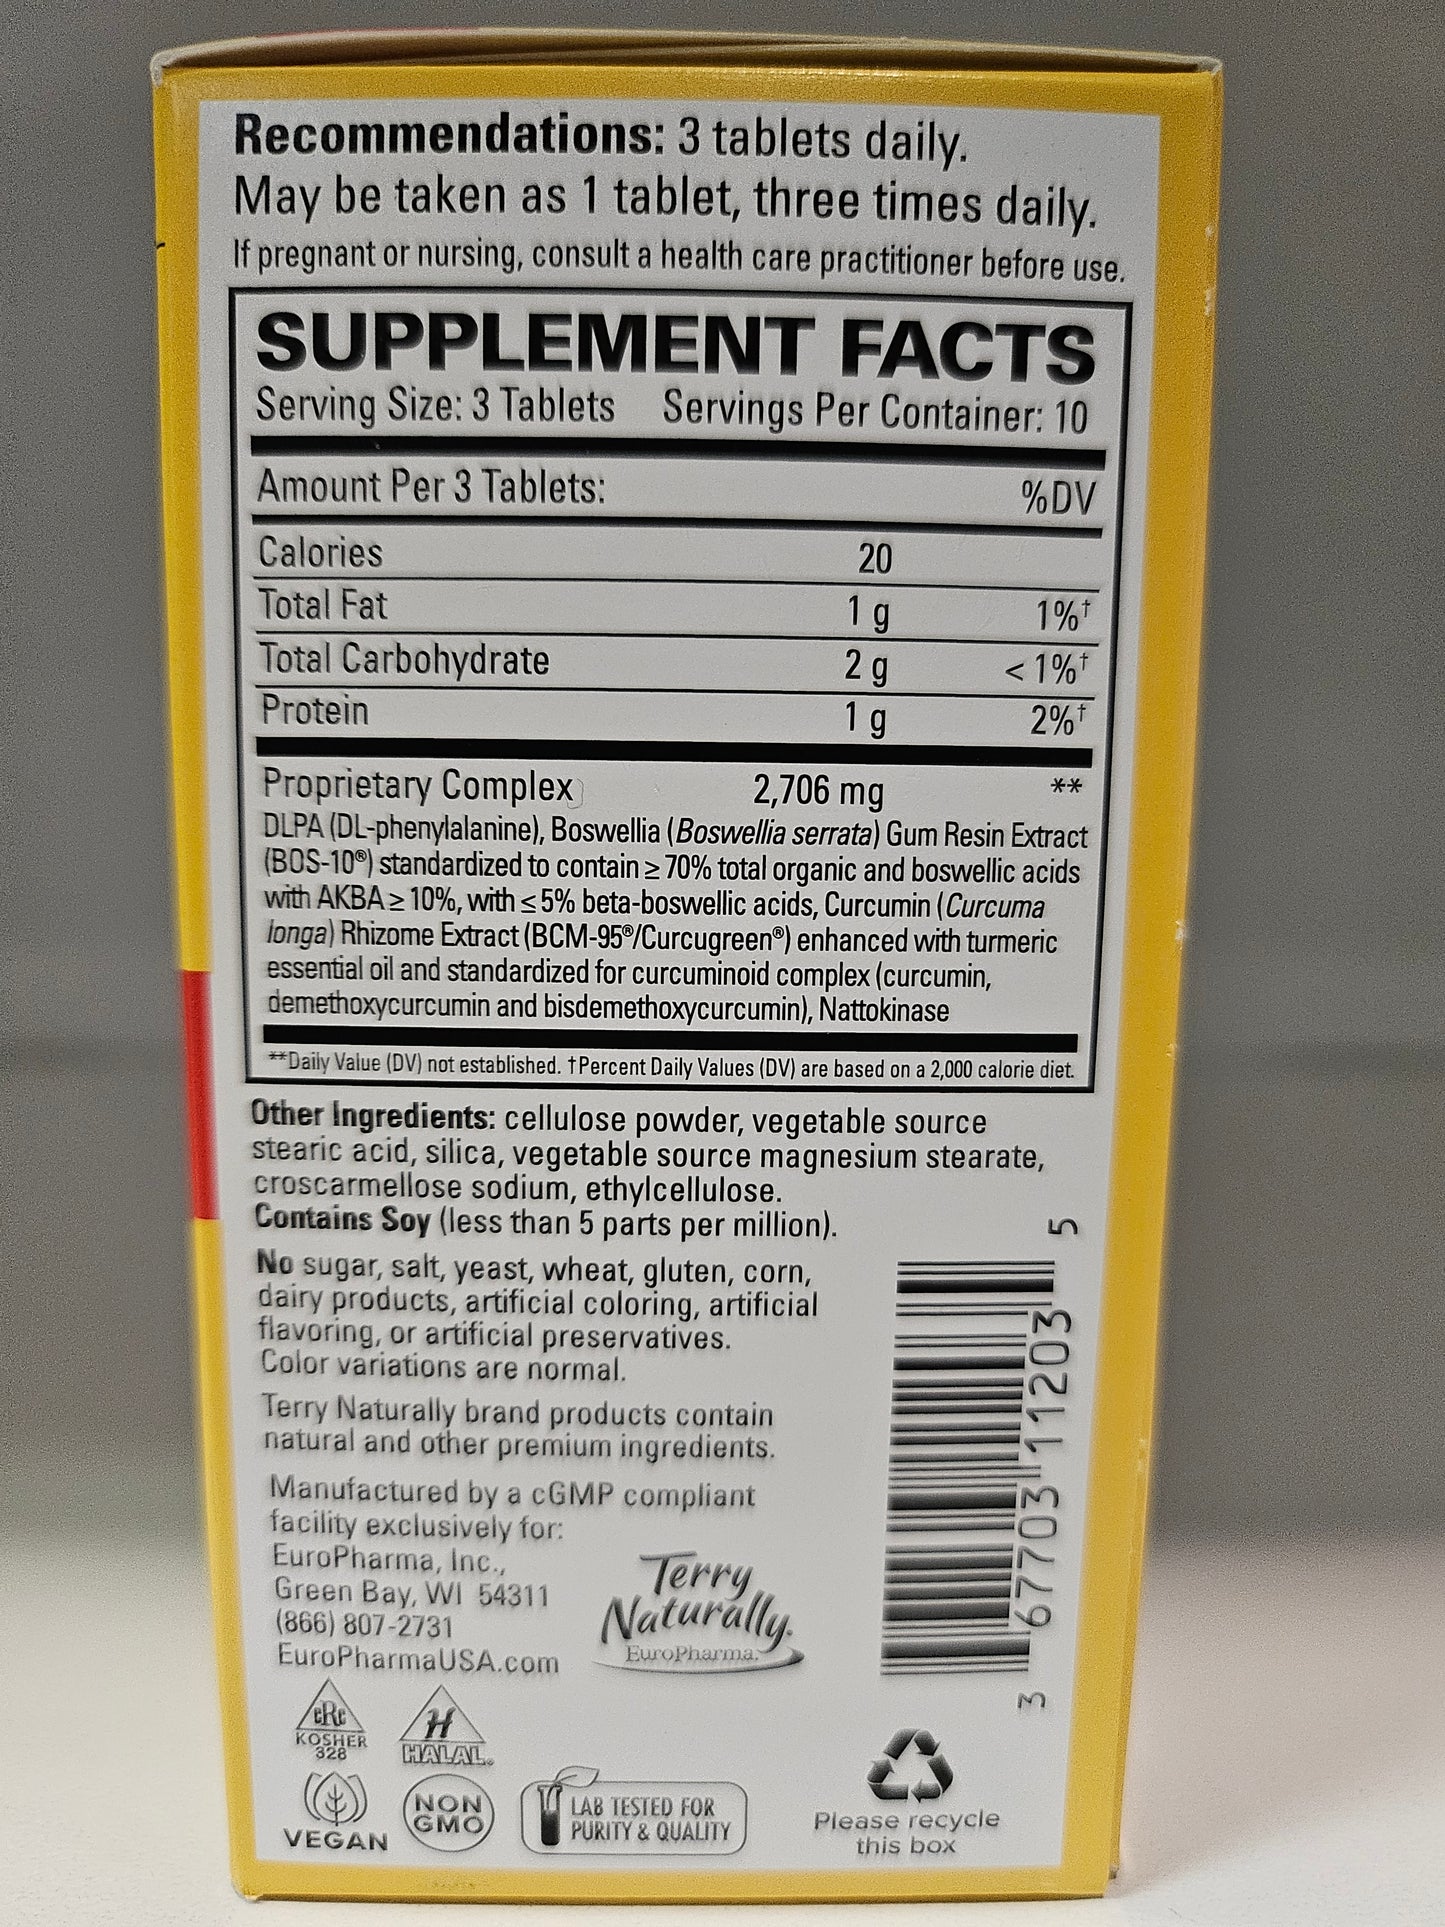 Recommendations: 3 tablets daily.
May be taken as 1 tablet, three times daily.
If pregnant or nursing, consult a health care practitioner before use.
SUPPLEMENT FACTS
Serving Size: 3 Tablets Servings Per Container: 10
Amount Per 3 Tablets: %DV
Calories 20
Total Fat 1 g 1%†
Total Carbohydrate 2 g < 1%†
Protein 1 g 2%†
Proprietary Complex 2,706 mg **
DLPA (DL-phenylalanine), Boswellia (Boswellia serrata) Gum Resin Extract
(BOS-10®) standardized to contain ≥ 70% total organic and boswellic acids
with AKBA ≥ 10%, with ≤ 5% beta-boswellic acids, Curcumin (Curcuma
longa) Rhizome Extract (BCM-95®/Curcugreen®) enhanced with turmeric
essential oil and standardized for curcuminoid complex (curcumin,
demethoxycurcumin and bisdemethoxycurcumin), Nattokinase
**Daily Value (DV) not established. †Percent Daily Values (DV) are based on a 2,000 calorie diet.
Other Ingredients: cellulose powder, vegetable source
stearic acid, silica, vegetable source magnesium stearate,
croscarmellose sodium, ethylcellulose.
Contains Soy (less than 5 parts per million).
No sugar, salt, yeast, wheat, gluten, corn,
dairy products, artificial coloring, artificial
flavoring, or artificial preservatives.
Color variations are normal.
Terry Naturally brand products contain
natural and other premium ingredients.
Manufactured by a cGMP compliant
facility exclusively for:
EuroPharma, Inc.,
Green Bay, WI 54311
(866) 807-2731
EuroPharmaUSA.com
Terry
Naturally.
EuroPharma.
3 67703 11203 5
cRc
KOSHER
328
H
HALAL®
VEGAN
NON
GMO
LAB TESTED FOR
PURITY & QUALITY
Please recycle
this box